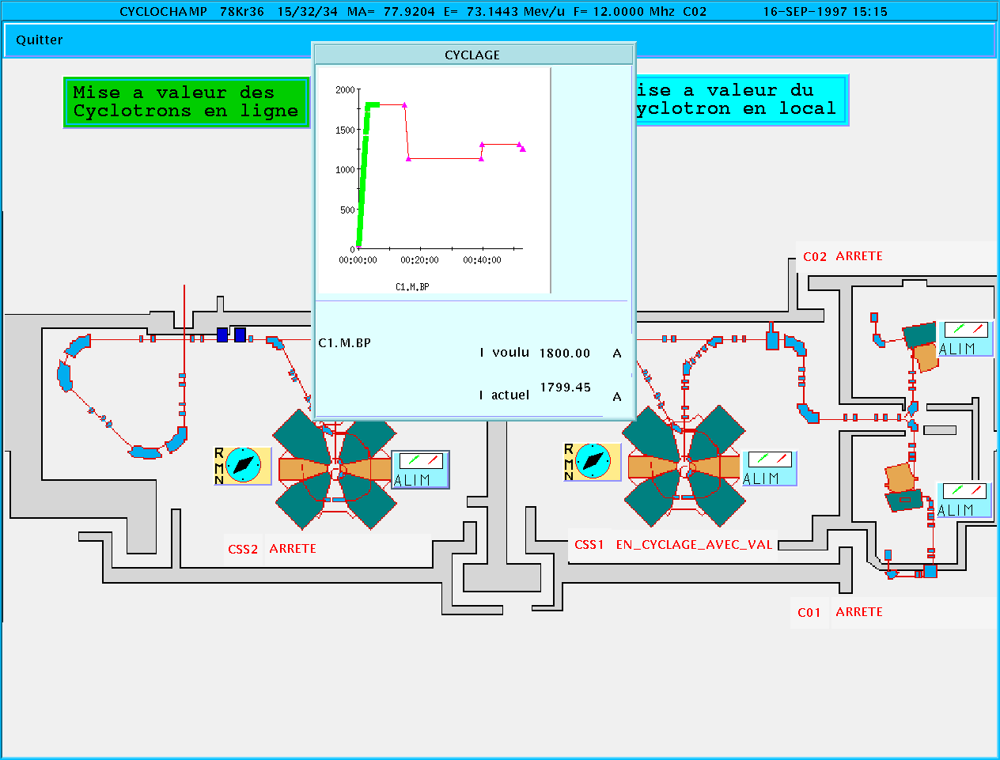 CYCLOCHAMP 78Kr36 15/32/34 MA= 77.9204 E= 73.1443 Mev/u F= 12.0000 Mhz C02 16-SEP-1997 15:15
Quitter
CYCLAGE
Mise a valeur des
Cyclotrons en ligne
ise a valeur du
yclotron en local
2000
1500
1000
500
0
00:00:00 00:20:00 00:40:00
C1.M.BP
C02 ARRETE
C1.M.BP
I voulu 1800.00 A
I actuel 1799.45 A
ALIM
RMN
ALIM
RMN
ALIM
ALIM
CSS2 ARRETE
CSS1 EN_CYCLAGE_AVEC_VAL
C01 ARRETE